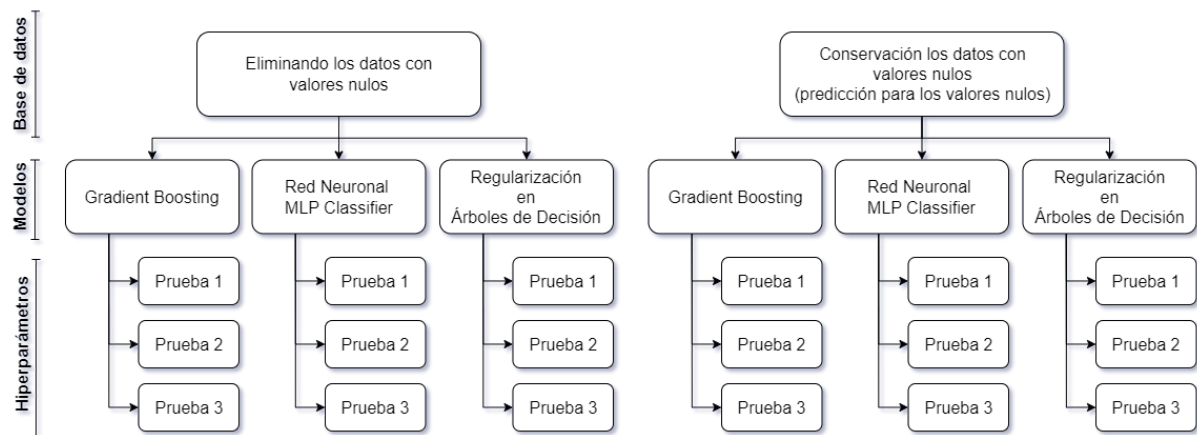 Base de datos
Eliminando los datos con
valores nulos
Conservación los datos con
valores nulos
(predicción para los valores nulos)
Modelos
Gradient Boosting
Red Neuronal
MLP Classifier
Regularización
en
Árboles de Decisión
Gradient Boosting
Red Neuronal
MLP Classifier
Regularización
en
Árboles de Decisión
Hiperparámetros
Prueba 1
Prueba 1
Prueba 1
Prueba 1
Prueba 1
Prueba 1
Prueba 2
Prueba 2
Prueba 2
Prueba 2
Prueba 2
Prueba 2
Prueba 3
Prueba 3
Prueba 3
Prueba 3
Prueba 3
Prueba 3